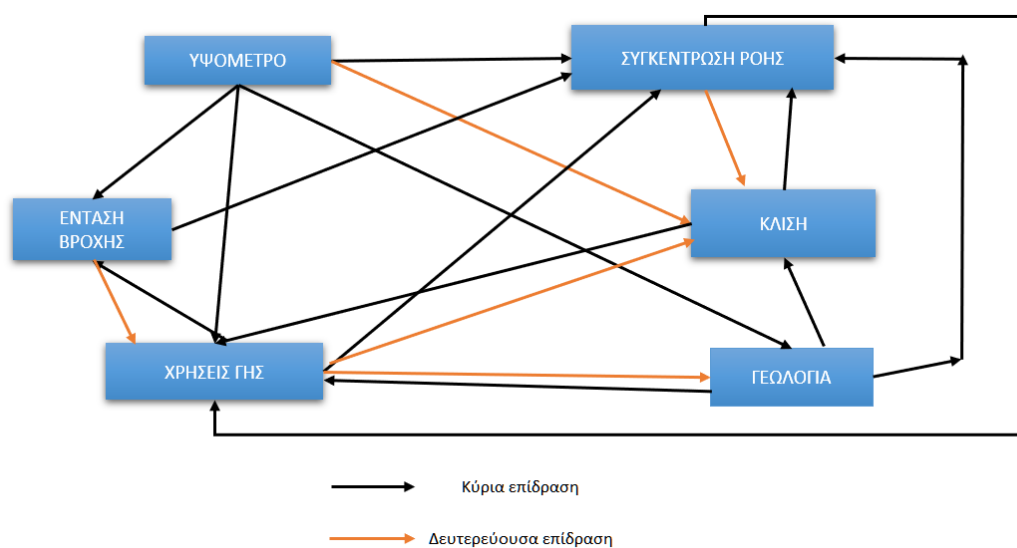 ΥΨΟΜΕΤΡΟ
ΣΥΓΚΕΝΤΡΩΣΗ ΡΟΗΣ
ΕΝΤΑΣΗ
ΒΡΟΧΗΣ
ΚΛΙΣΗ
ΧΡΗΣΕΙΣ ΓΗΣ
ΓΕΩΛΟΓΙΑ
Κύρια επίδραση
Δευτερεύουσα επίδραση